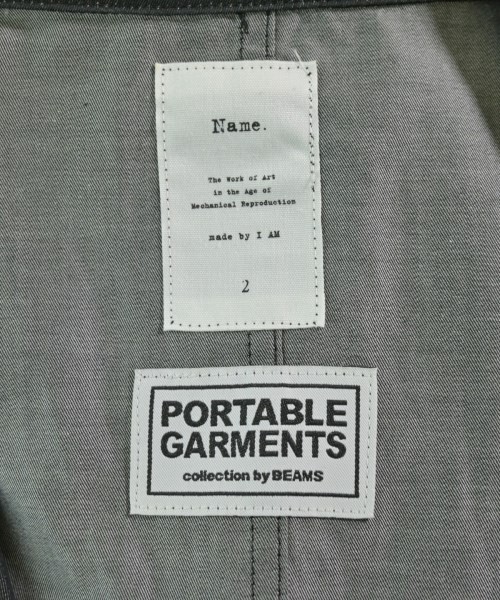 Name.
The Work of Art
in the Age of
Mechanical Reproduction
made by I AM
2
PORTABLE
GARMENTS
collection by BEAMS